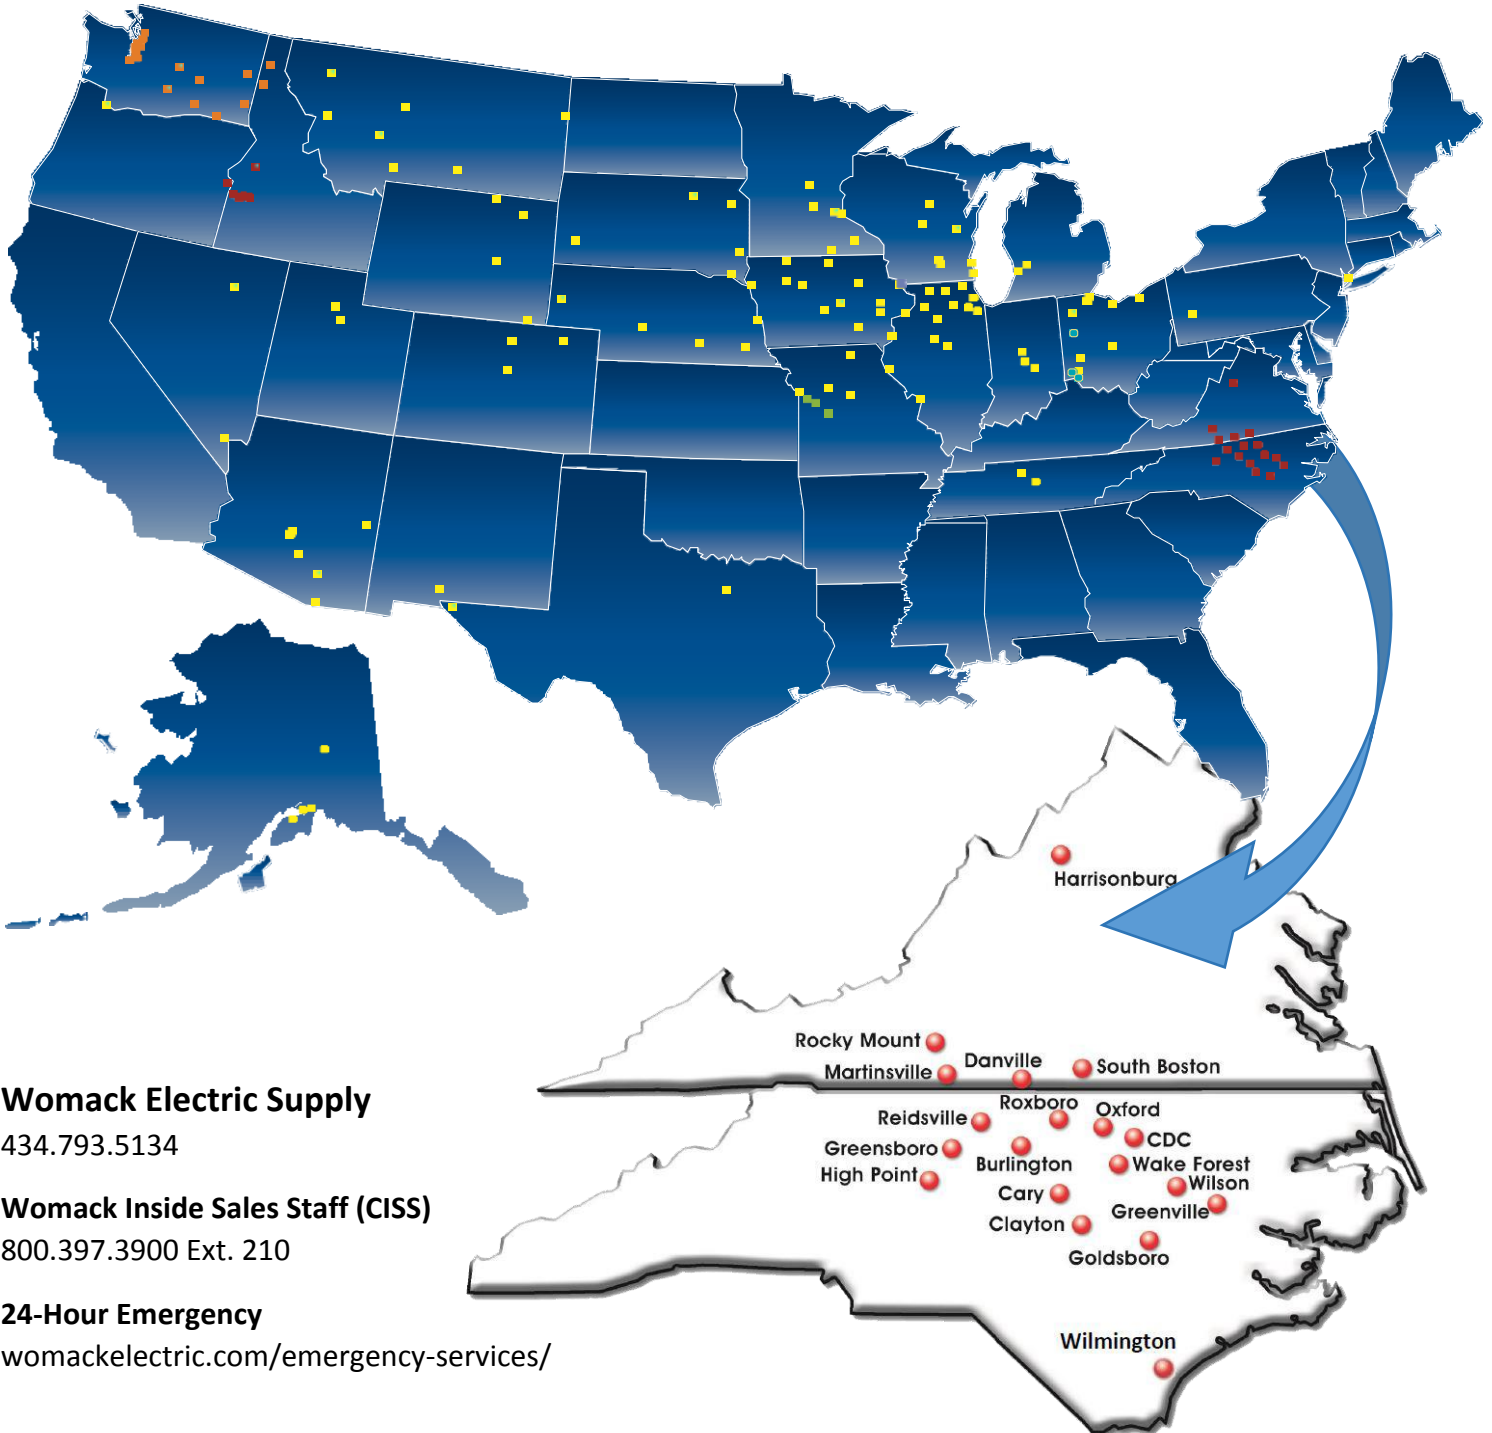 Harrisonburg
Rocky Mount
Martinsville
Danville
South Boston
Roxboro
Oxford
Reidsville
CDC
Greensboro
Burlington
Wake Forest
High Point
Wilson
Cary
Greenville
Clayton
Goldsboro
Wilmington
Womack Electric Supply
434.793.5134
Womack Inside Sales Staff (CISS)
800.397.3900 Ext. 210
24-Hour Emergency
womackelectric.com/emergency-services/